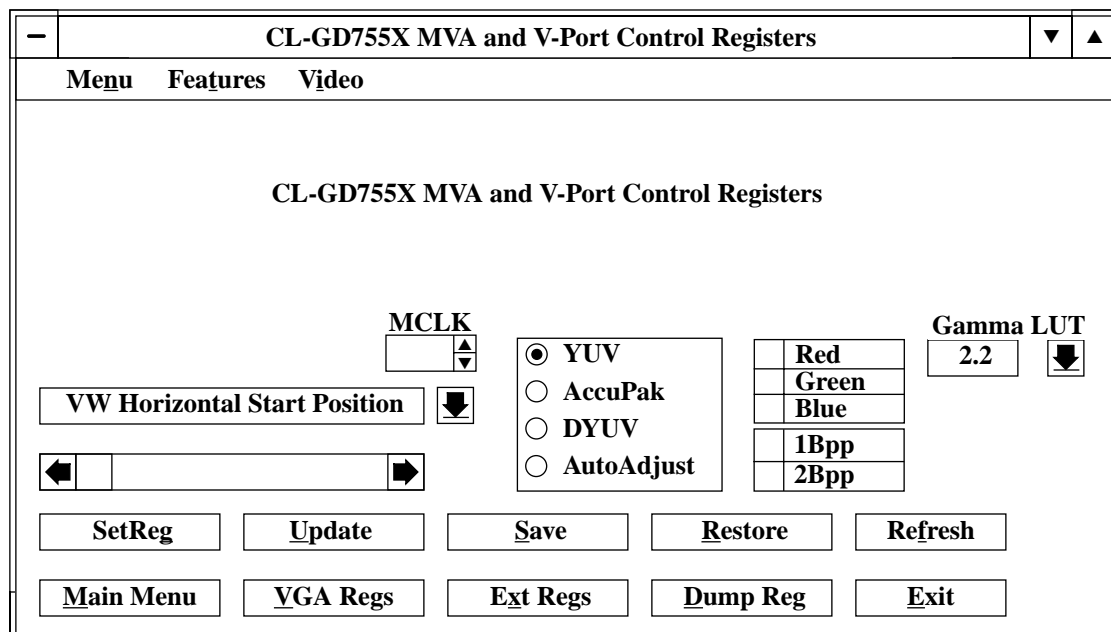 CL-GD755X MVA and V-Port Control Registers
Menu Features Video
CL-GD755X MVA and V-Port Control Registers
MCLK
Gamma LUT
2.2
YUV
AccuPak
DYUV
AutoAdjust
Red
Green
Blue
1Bpp
2Bpp
VW Horizontal Start Position
SetReg Update Save Restore Refresh
Main Menu VGA Regs Ext Regs Dump Reg Exit